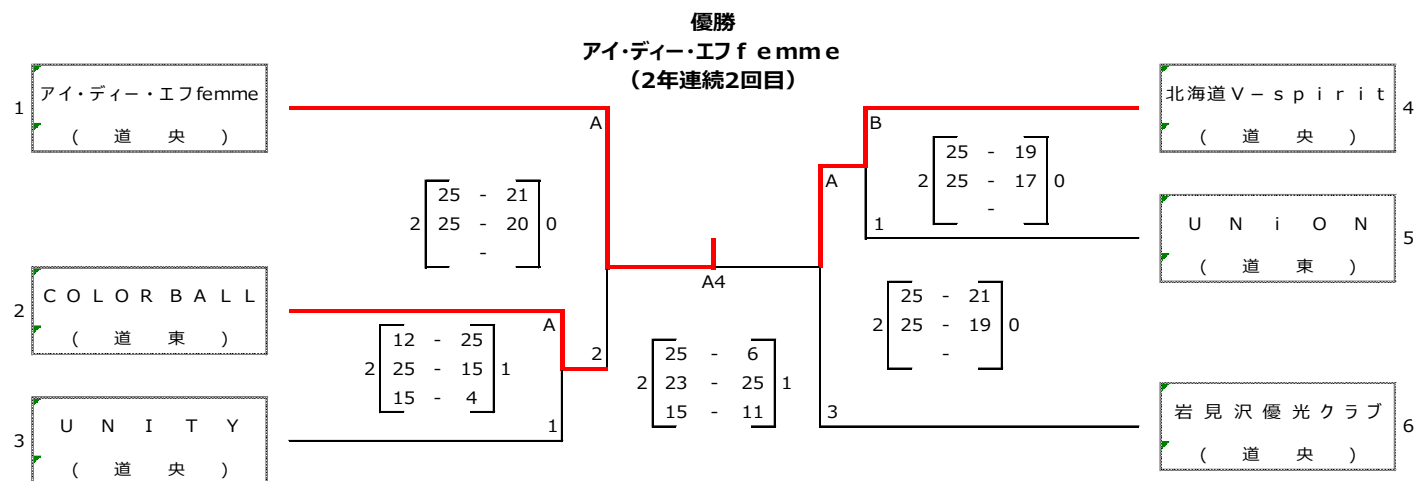 優勝
アイ・ディー・エフｆｅｍｍｅ
（2年連続2回目）
1
アイ・ディー・エフfemme
( 道 央 )
A
25 - 21
2 25 - 20 0
-
2
ＣＯＬＯＲＢＡＬＬ
( 道 東 )
A
2
12 - 25
2 25 - 15 1
15 - 4
3
Ｕ Ｎ Ｉ Ｔ Ｙ
( 道 央 )
1
A4
25 - 6
2 23 - 25 1
15 - 11
北海道Ｖ－ｓｐｉｒｉｔ
( 道 央 )
4
B
25 - 19
2 25 - 17 0
-
A
1
Ｕ Ｎ ｉ Ｏ Ｎ
( 道 東 )
5
25 - 21
2 25 - 19 0
-
3
岩見沢優光クラブ
( 道 央 )
6